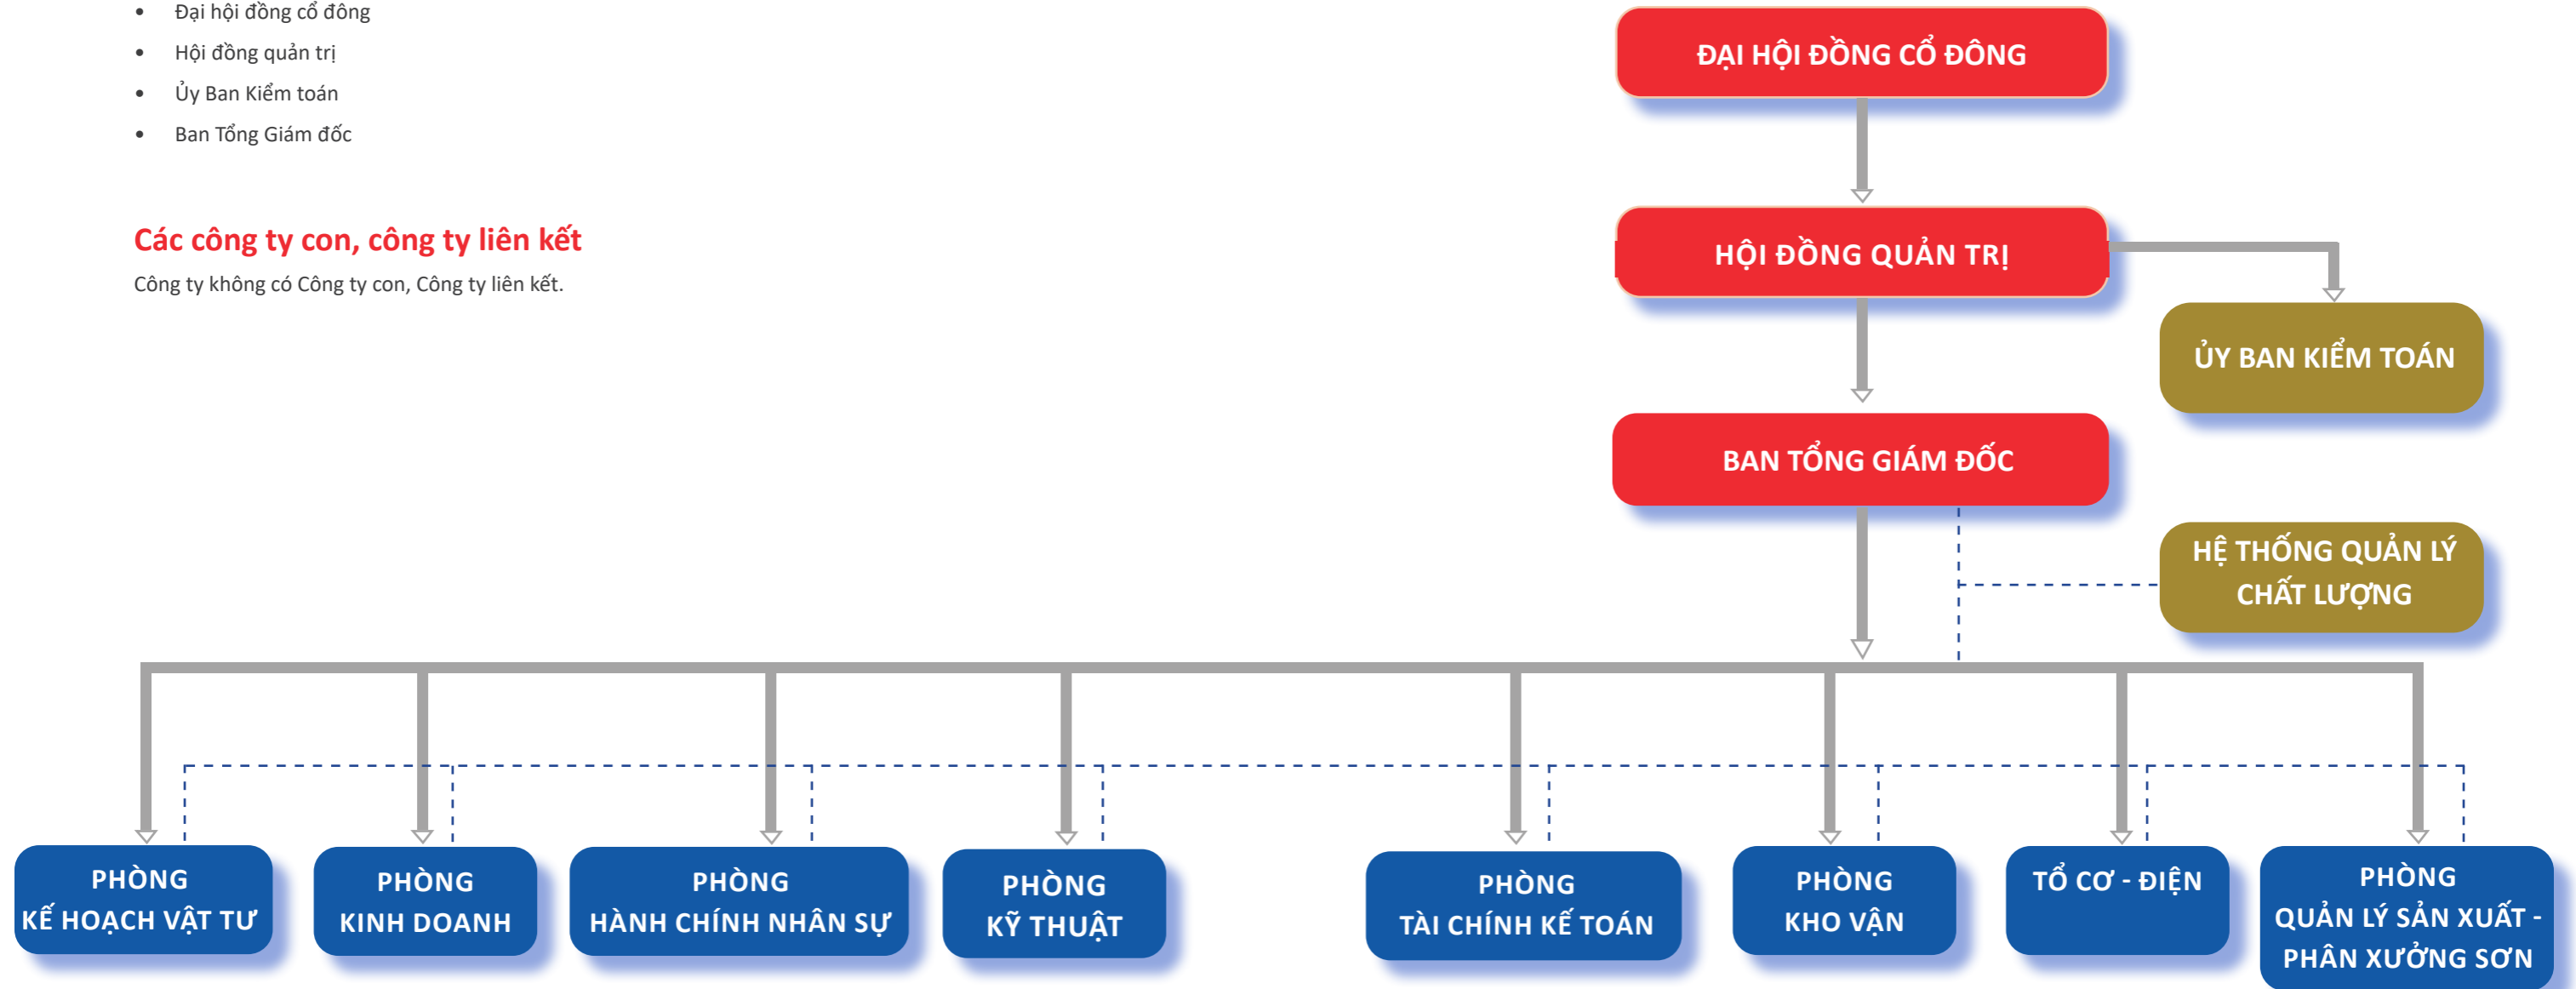 • Đại hội đồng cổ đông
• Hội đồng quản trị
• Ủy Ban Kiểm toán
• Ban Tổng Giám đốc
Các công ty con, công ty liên kết
Công ty không có Công ty con, Công ty liên kết.
ĐẠI HỘI ĐỒNG CỔ ĐÔNG
HỘI ĐỒNG QUẢN TRỊ
ỦY BAN KIỂM TOÁN
BAN TỔNG GIÁM ĐỐC
HỆ THỐNG QUẢN LÝ
CHẤT LƯỢNG
PHÒNG
KẾ HOẠCH VẬT TƯ
PHÒNG
KINH DOANH
PHÒNG
HÀNH CHÍNH NHÂN SỰ
PHÒNG
KỸ THUẬT
PHÒNG
TÀI CHÍNH KẾ TOÁN
PHÒNG
KHO VẬN
TỔ CƠ - ĐIỆN
PHÒNG
QUẢN LÝ SẢN XUẤT -
PHÂN XƯỞNG SƠN